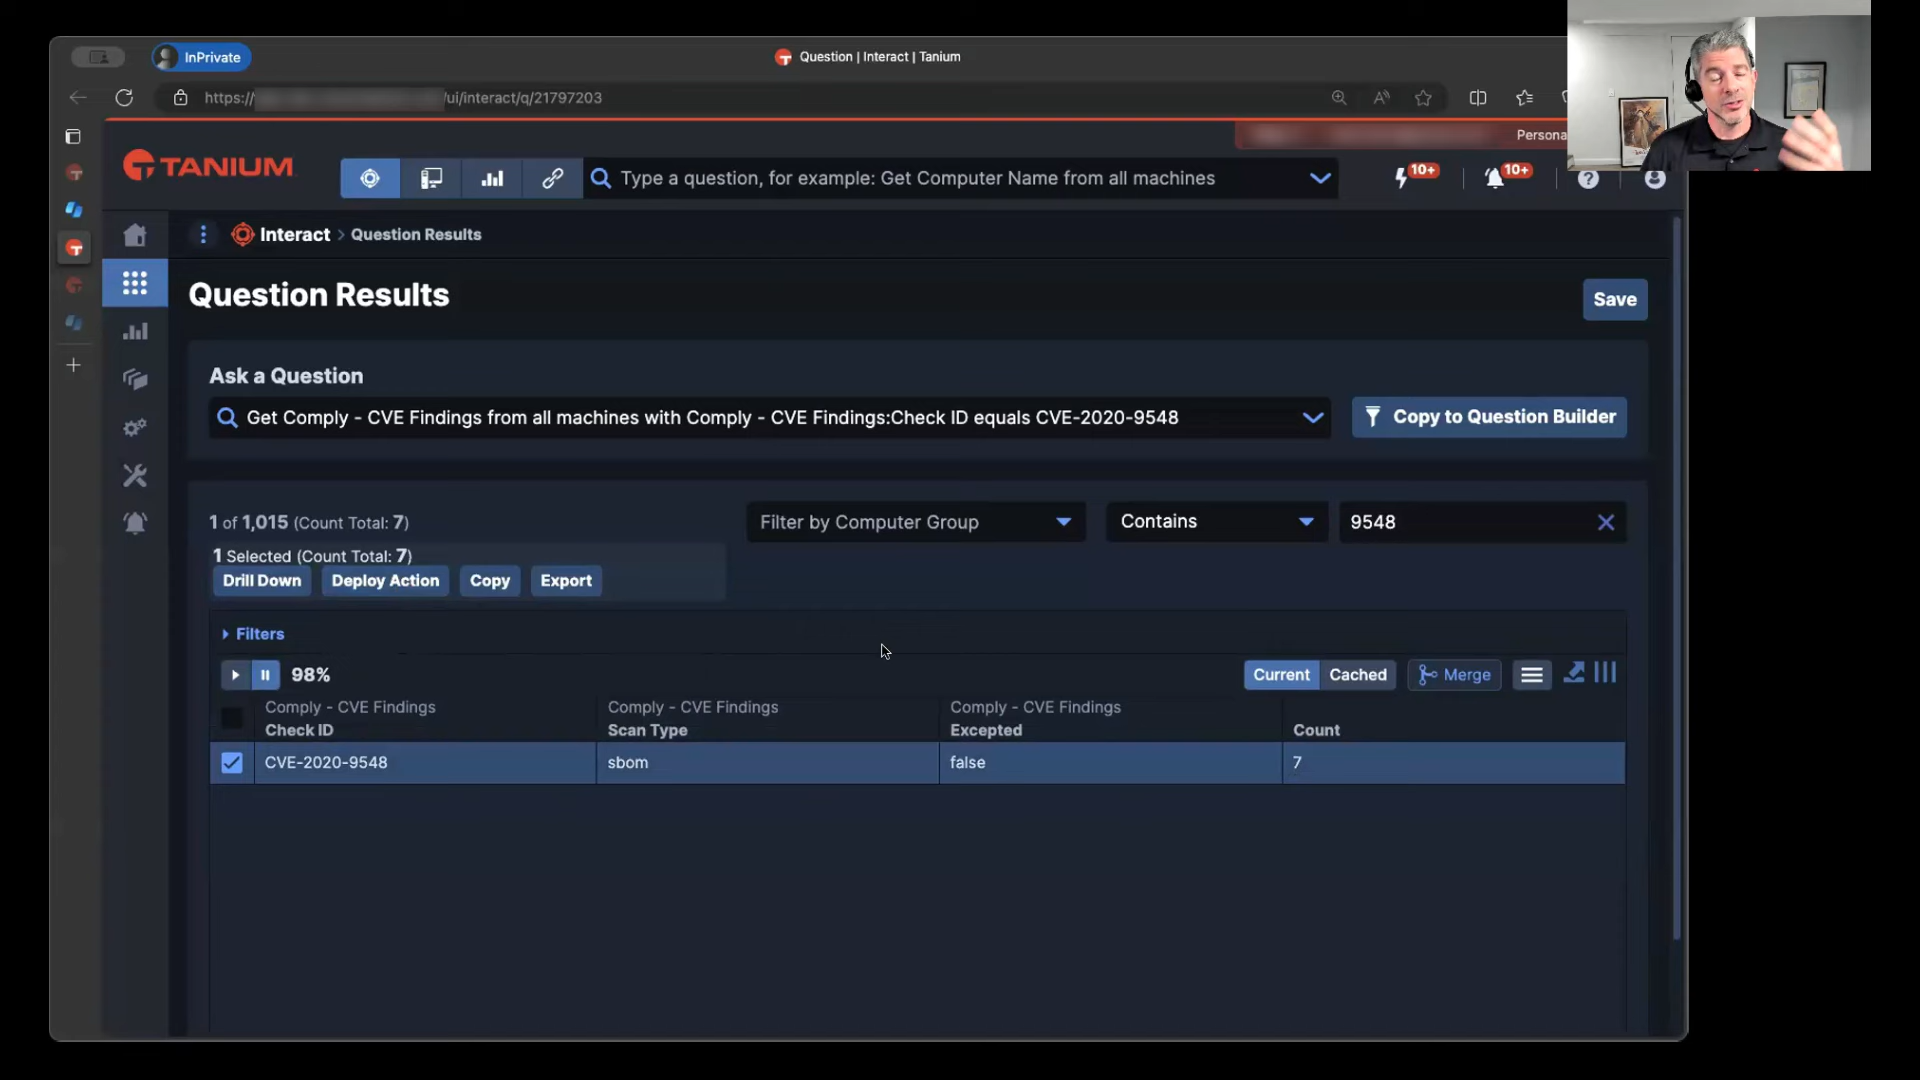 InPrivate
Question | Interact | Tanium
https://
/ui/interact/q/21797203
Persona
TANIUM
Type a question, for example: Get Computer Name from all machines
10+
10+
Interact > Question Results
Question Results
Save
Ask a Question
Get Comply - CVE Findings from all machines with Comply - CVE Findings:Check ID equals CVE-2020-9548
Copy to Question Builder
1 of 1,015 (Count Total: 7)
Filter by Computer Group
Contains
9548
1 Selected (Count Total: 7)
Drill Down
Deploy Action
Copy
Export
Filters
98%
Current
Cached
Merge
Comply - CVE Findings
Check ID
Comply - CVE Findings
Scan Type
Comply - CVE Findings
Excepted
Count
CVE-2020-9548
sbom
false
7